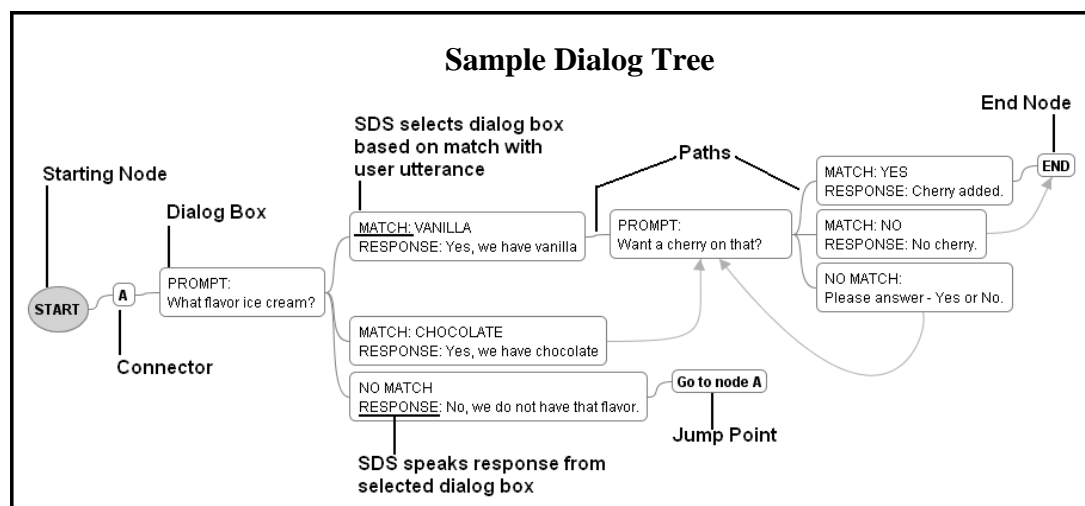 Sample Dialog Tree
End Node
SDS selects dialog box
based on match with
user utterance
Paths
Starting Node
Dialog Box
MATCH: YES
RESPONSE: Cherry added.
END
MATCH: VANILLA
RESPONSE: Yes, we have vanilla
PROMPT:
Want a cherry on that?
MATCH: NO
RESPONSE: No cherry.
START
A
PROMPT:
What flavor ice cream?
NO MATCH:
Please answer - Yes or No.
MATCH: CHOCOLATE
RESPONSE: Yes, we have chocolate
Connector
NO MATCH
RESPONSE: No, we do not have that flavor.
Go to node A
Jump Point
SDS speaks response from
selected dialog box